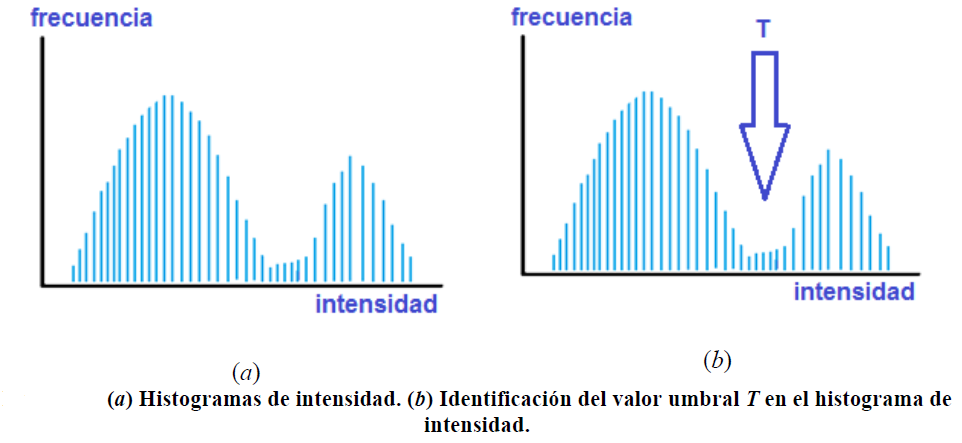 frecuencia
intensidad
(a)
frecuencia
T
intensidad
(b)
(a) Histogramas de intensidad. (b) Identificación del valor umbral T en el histograma de
intensidad.